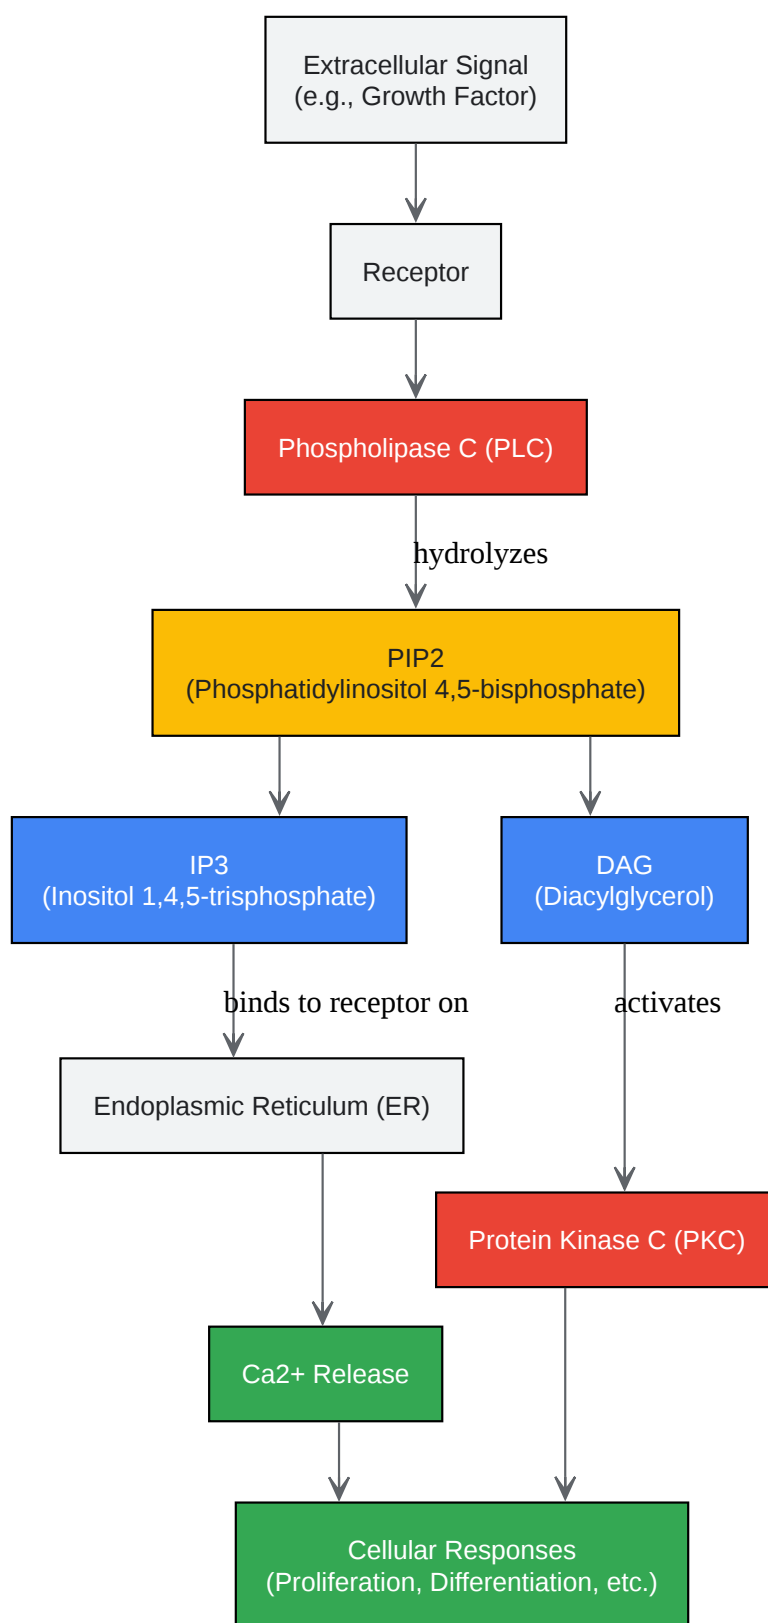 Extracellular Signal
(e.g., Growth Factor)
Receptor
Phospholipase C (PLC)
hydrolyzes
PIP2
(Phosphatidylinositol 4,5-bisphosphate)
IP3
(Inositol 1,4,5-trisphosphate)
DAG
(Diacylglycerol)
binds to receptor on
activates
Endoplasmic Reticulum (ER)
Protein Kinase C (PKC)
Ca2+ Release
Cellular Responses
(Proliferation, Differentiation, etc.)